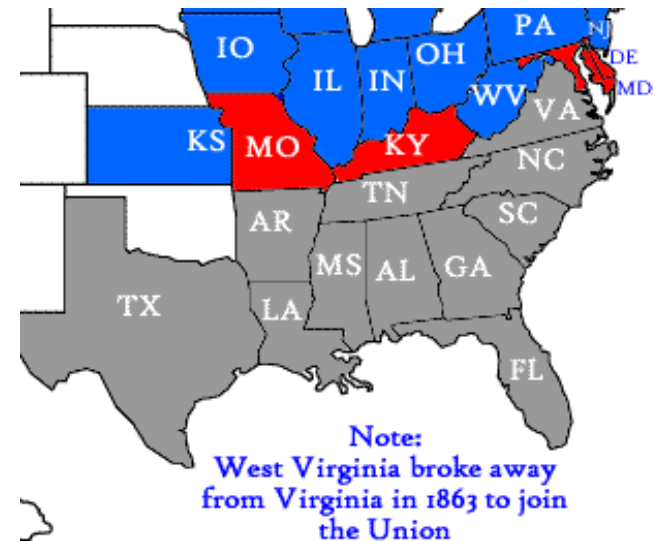 PA
NJ
IO
OH
DE
IL
IN
MD
WV
VA
KS
MO
KY
NC
TN
SC
AR
MS
AL
GA
TX
LA
FL
Note:
West Virginia broke away
from Virginia in 1863 to join
the Union